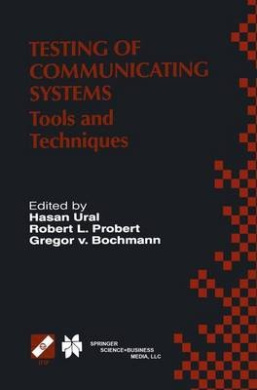 TESTING OF
COMMUNICATING
SYSTEMS
Tools and
Techniques
Edited by
Hasan Ural
Robert L. Probert
Gregor v. Bochmann
ifip
SPRINGER
SCIENCE+BUSINESS
MEDIA, LLC